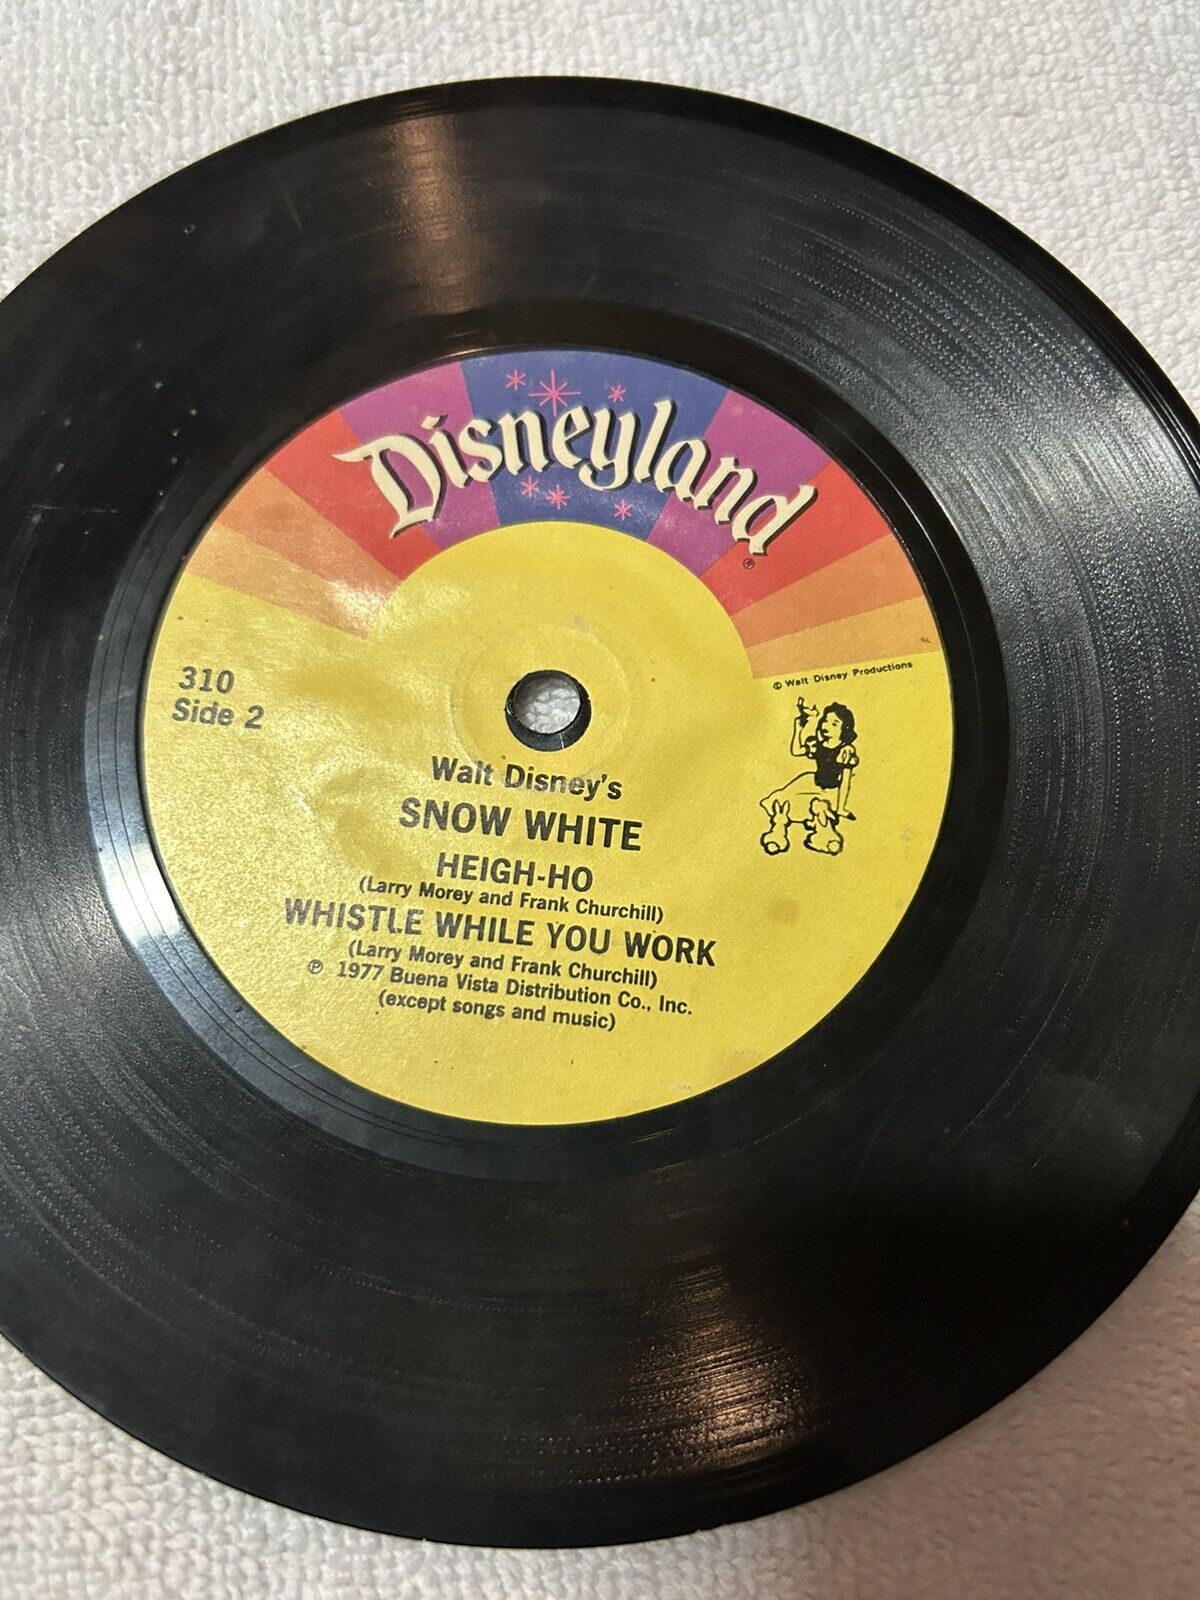 Disneyland
®
© Walt Disney Productions
310
Side 2
Walt Disney's
SNOW WHITE
HEIGH-HO
(Larry Morey and Frank Churchill)
WHISTLE WHILE YOU WORK
(Larry Morey and Frank Churchill)
℗ 1977 Buena Vista Distribution Co., Inc.
(except songs and music)